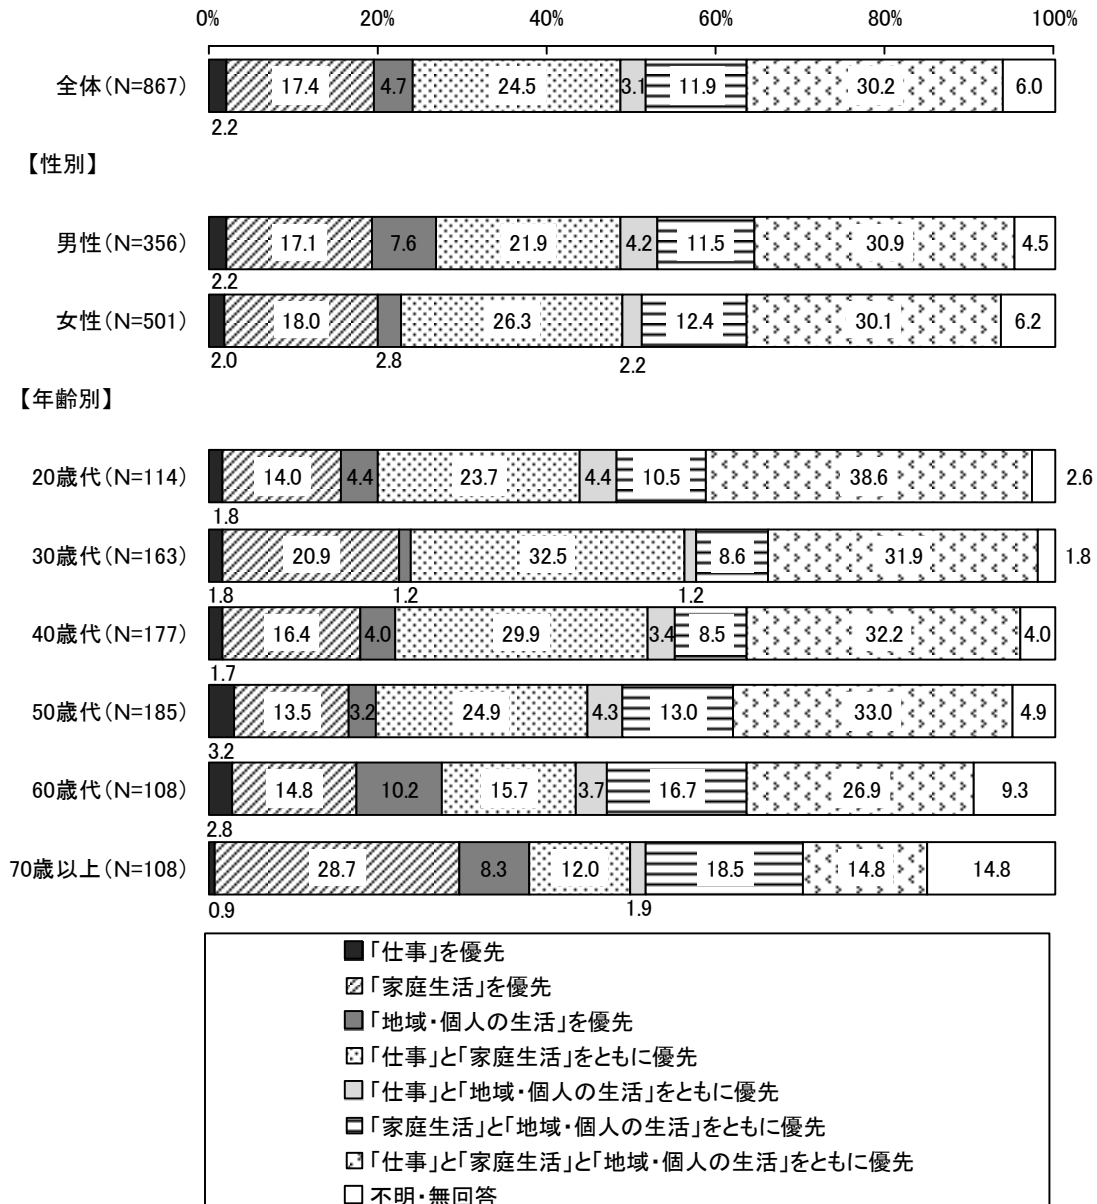 0% 20% 40% 60% 80% 100%
全体(N=867) 17.4 4.7 24.5 3.1 11.9 30.2 6.0
2.2
【性別】
男性(N=356) 17.1 7.6 21.9 4.2 11.5 30.9 4.5
2.2
女性(N=501) 18.0 26.3 12.4 30.1 6.2
2.0 2.8 2.2
【年齢別】
20歳代(N=114) 14.0 4.4 23.7 4.4 10.5 38.6 2.6
1.8
30歳代(N=163) 20.9 32.5 8.6 31.9 1.8
1.8 1.2 1.2
40歳代(N=177) 16.4 4.0 29.9 3.4 8.5 32.2 4.0
1.7
50歳代(N=185) 13.5 3.2 24.9 4.3 13.0 33.0 4.9
3.2
60歳代(N=108) 14.8 10.2 15.7 3.7 16.7 26.9 9.3
2.8
70歳以上(N=108) 28.7 8.3 12.0 18.5 14.8 14.8
0.9 1.9
「仕事」を優先
「家庭生活」を優先
「地域・個人の生活」を優先
「仕事」と「家庭生活」をともに優先
「仕事」と「地域・個人の生活」をともに優先
「家庭生活」と「地域・個人の生活」をともに優先
「仕事」と「家庭生活」と「地域・個人の生活」をともに優先
不明・無回答